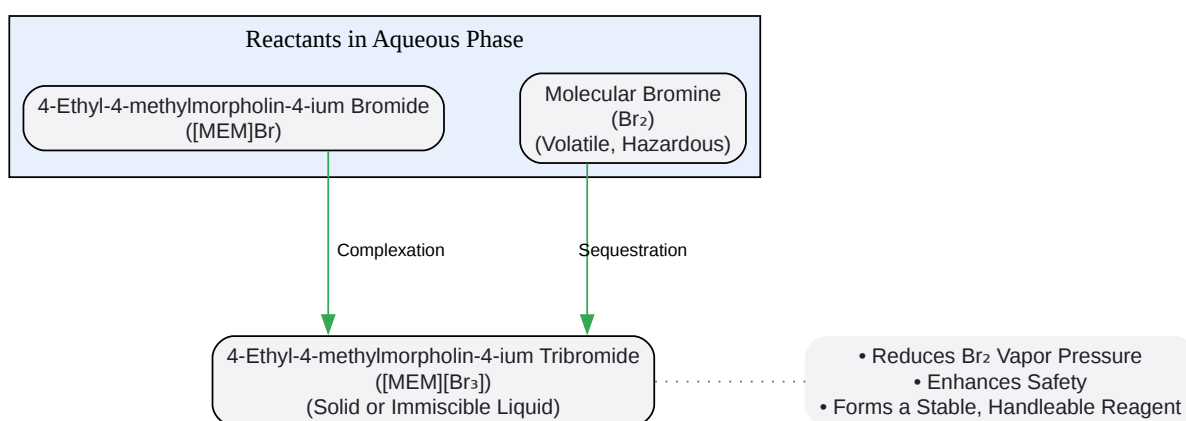 Reactants in Aqueous Phase
4-Ethyl-4-methylmorpholin-4-ium Bromide
([MEM]Br)
Molecular Bromine
(Br₂)
(Volatile, Hazardous)
Complexation
Sequestration
4-Ethyl-4-methylmorpholin-4-ium Tribromide
([MEM][Br₃])
(Solid or Immiscible Liquid)
• Reduces Br₂ Vapor Pressure
• Enhances Safety
• Forms a Stable, Handleable Reagent